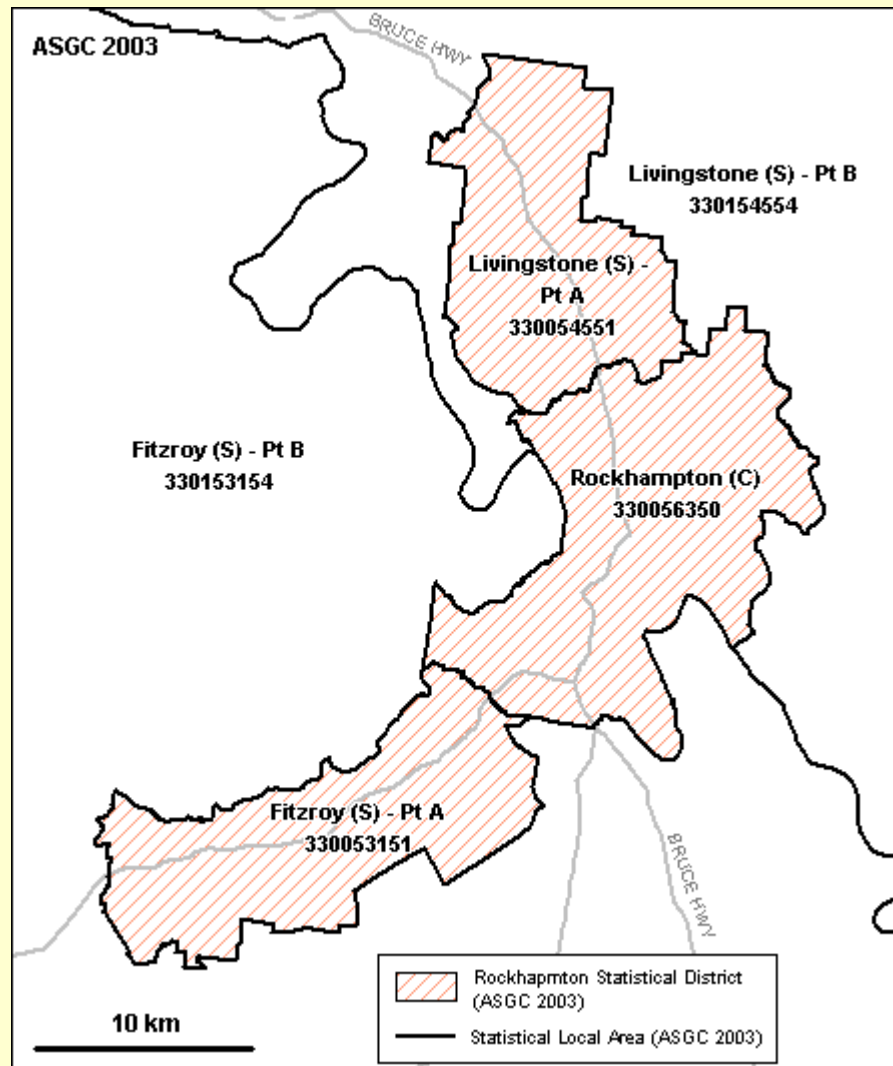 ASGC 2003
BRUCE HWY
Livingstone (S) - Pt B
330154554
Livingstone (S) -
Pt A
330054551
Fitzroy (S) - Pt B
330153154
Rockhampton (C)
330056350
Fitzroy (S) - Pt A
330053151
BRUCE HWY
Rockhapmton Statistical District
(ASGC 2003)
Statistical Local Area (ASGC 2003)
10 km